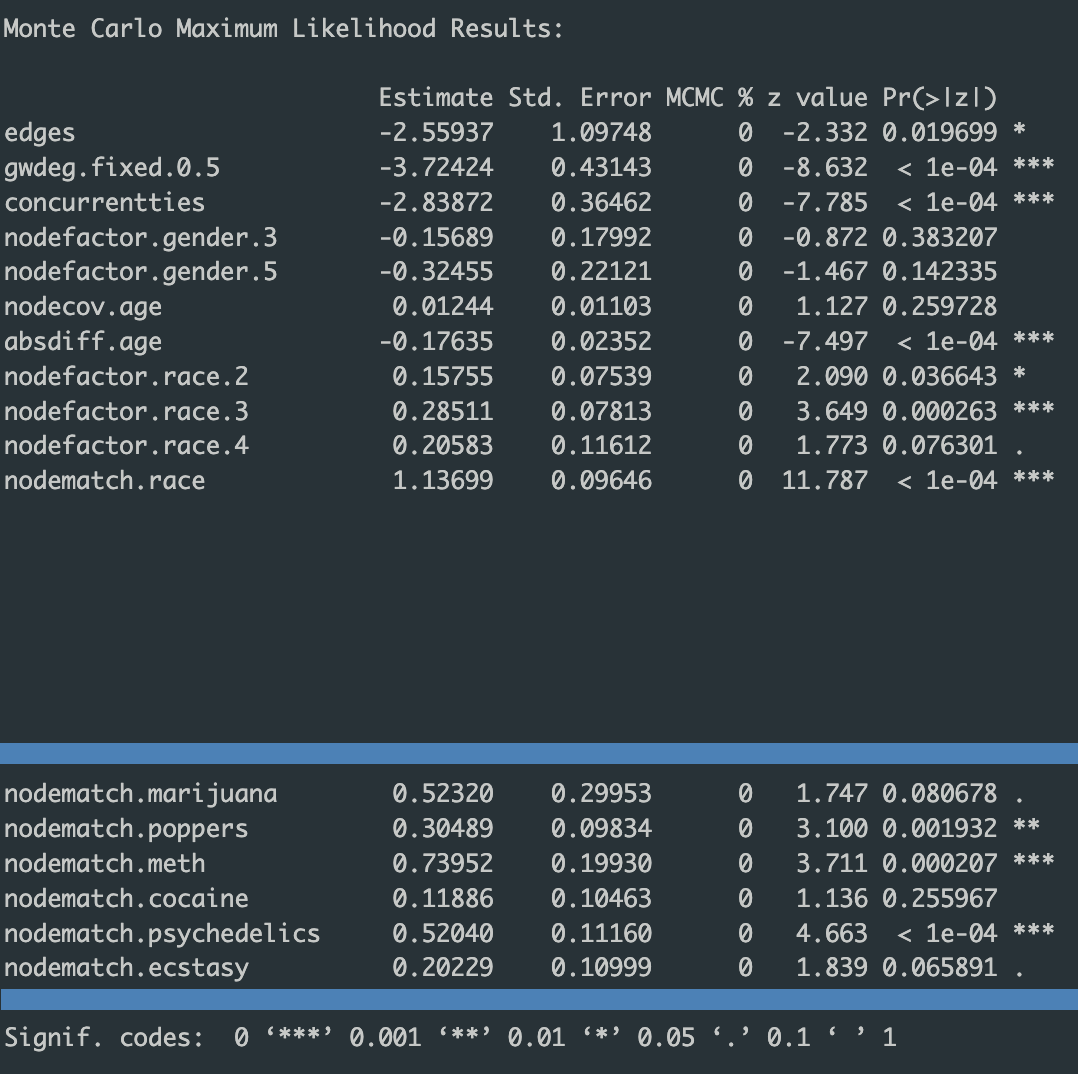 Monte Carlo Maximum Likelihood Results:
Estimate Std. Error MCMC % z value Pr(>|z|)
edges -2.55937 1.09748 0 -2.332 0.019699 *
gwdeg.fixed.0.5 -3.72424 0.43143 0 -8.632 < 1e-04 ***
concurrentties -2.83872 0.36462 0 -7.785 < 1e-04 ***
nodefactor.gender.3 -0.15689 0.17992 0 -0.872 0.383207
nodefactor.gender.5 -0.32455 0.22121 0 -1.467 0.142335
nodecov.age 0.01244 0.01103 0 1.127 0.259728
absdiff.age -0.17635 0.02352 0 -7.497 < 1e-04 ***
nodefactor.race.2 0.15755 0.07539 0 2.090 0.036643 *
nodefactor.race.3 0.28511 0.07813 0 3.649 0.000263 ***
nodefactor.race.4 0.20583 0.11612 0 1.773 0.076301 .
nodematch.race 1.13699 0.09646 0 11.787 < 1e-04 ***
nodematch.marijuana 0.52320 0.29953 0 1.747 0.080678 .
nodematch.poppers 0.30489 0.09834 0 3.100 0.001932 **
nodematch.meth 0.73952 0.19930 0 3.711 0.000207 ***
nodematch.cocaine 0.11886 0.10463 0 1.136 0.255967
nodematch.psychedelics 0.52040 0.11160 0 4.663 < 1e-04 ***
nodematch.ecstasy 0.20229 0.10999 0 1.839 0.065891 .
Signif. codes: 0 ‘***’ 0.001 ‘**’ 0.01 ‘*’ 0.05 ‘.’ 0.1 ‘ ’ 1